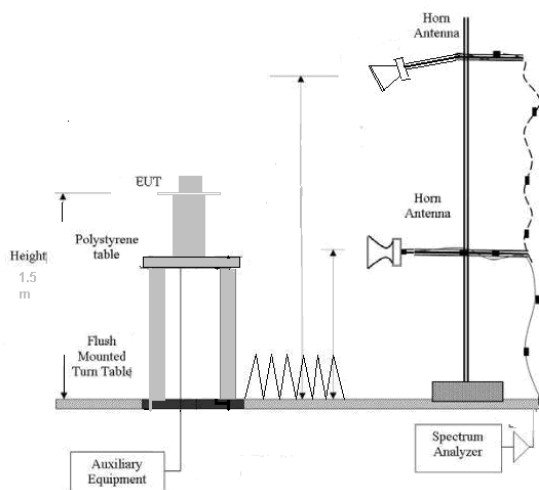 Horn
Antenna
EUT
Horn
Antenna
Polystyrene
table
Height
1.5
m
Flush
Mounted
Turn Table
Spectrum
Analyzer
Auxiliary
Equipment